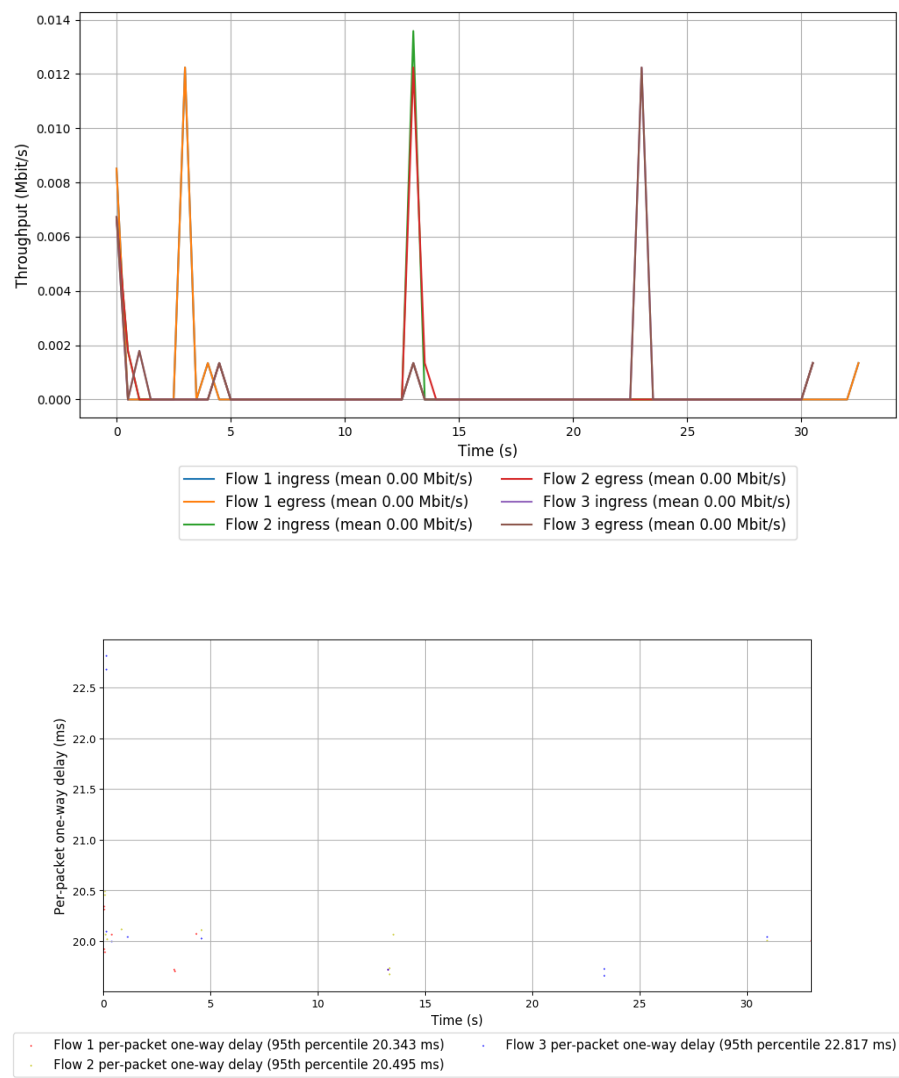 0.014
0.012
0.010
0.008
0.006
0.004
0.002
0.000
Throughput (Mbit/s)
0 5 10 15 20 25 30
Time (s)
Flow 1 ingress (mean 0.00 Mbit/s) Flow 2 egress (mean 0.00 Mbit/s)
Flow 1 egress (mean 0.00 Mbit/s) Flow 3 ingress (mean 0.00 Mbit/s)
Flow 2 ingress (mean 0.00 Mbit/s) Flow 3 egress (mean 0.00 Mbit/s)
22.5
22.0
21.5
21.0
20.5
20.0
Per-packet one-way delay (ms)
0 5 10 15 20 25 30
Time (s)
Flow 1 per-packet one-way delay (95th percentile 20.343 ms) Flow 3 per-packet one-way delay (95th percentile 22.817 ms)
Flow 2 per-packet one-way delay (95th percentile 20.495 ms)